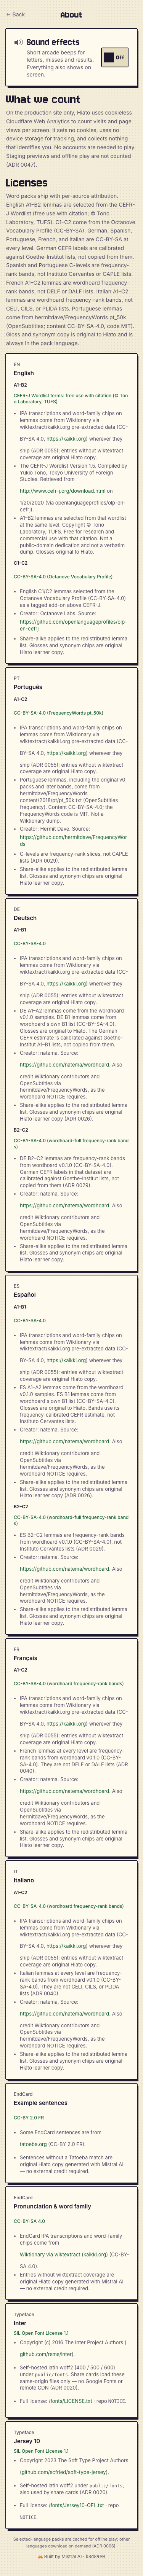 ← Back
About
Sound effects
Short arcade beeps for
letters, misses and results.
Everything also shows on
screen.
Off
What we count
On the production site only, Hiato uses cookieless
Cloudflare Web Analytics to count visits and page
views per screen. It sets no cookies, uses no
device storage for tracking, and collects nothing
that identifies you. No accounts are needed to play.
Staging previews and offline play are not counted
(ADR 0047).
Licenses
Word packs ship with per-source attribution.
English A1–B2 lemmas are selected from the CEFR-
J Wordlist (free use with citation; © Tono
Laboratory, TUFS). C1–C2 come from the Octanove
Vocabulary Profile (CC-BY-SA). German, Spanish,
Portuguese, French, and Italian are CC-BY-SA at
every level. German CEFR labels are calibrated
against Goethe-Institut lists, not copied from them.
Spanish and Portuguese C-levels are frequency-
rank bands, not Instituto Cervantes or CAPLE lists.
French A1–C2 lemmas are wordboard frequency-
rank bands, not DELF or DALF lists. Italian A1–C2
lemmas are wordboard frequency-rank bands, not
CELI, CILS, or PLIDA lists. Portuguese lemmas
come from hermitdave/FrequencyWords pt_50k
(OpenSubtitles; content CC-BY-SA-4.0, code MIT).
Gloss and synonym copy is original to Hiato and is
always in the pack language.
EN
English
A1–B2
CEFR-J Wordlist terms: free use with citation (© Ton
o Laboratory, TUFS)
• IPA transcriptions and word-family chips on
lemmas come from Wiktionary via
wiktextract/kaikki.org pre-extracted data (CC-
BY-SA 4.0, https://kaikki.org) wherever they
ship (ADR 0055); entries without wiktextract
coverage are original Hiato copy.
• The CEFR-J Wordlist Version 1.5. Compiled by
Yukio Tono, Tokyo University of Foreign
Studies. Retrieved from
http://www.cefr-j.org/download.html on
1/20/2020 (via openlanguageprofiles/olp-en-
cefrj).
• A1–B2 lemmas are selected from that wordlist
at the same level. Copyright © Tono
Laboratory, TUFS. Free for research and
commercial use with that citation. Not a
public-domain dedication and not a verbatim
dump. Glosses original to Hiato.
C1–C2
CC-BY-SA-4.0 (Octanove Vocabulary Profile)
• English C1/C2 lemmas selected from the
Octanove Vocabulary Profile (CC-BY-SA-4.0)
as a tagged add-on above CEFR-J.
• Creator: Octanove Labs. Source:
https://github.com/openlanguageprofiles/olp-
en-cefrj
• Share-alike applies to the redistributed lemma
list. Glosses and synonym chips are original
Hiato learner copy.
PT
Português
A1–C2
CC-BY-SA-4.0 (FrequencyWords pt_50k)
• IPA transcriptions and word-family chips on
lemmas come from Wiktionary via
wiktextract/kaikki.org pre-extracted data (CC-
BY-SA 4.0, https://kaikki.org) wherever they
ship (ADR 0055); entries without wiktextract
coverage are original Hiato copy.
• Portuguese lemmas, including the original v0
packs and later bands, come from
hermitdave/FrequencyWords
content/2018/pt/pt_50k.txt (OpenSubtitles
frequency). Content CC-BY-SA-4.0; the
FrequencyWords code is MIT. Not a
Wiktionary dump.
• Creator: Hermit Dave. Source:
https://github.com/hermitdave/FrequencyWor
ds
• C-levels are frequency-rank slices, not CAPLE
lists (ADR 0029).
• Share-alike applies to the redistributed lemma
list. Glosses and synonym chips are original
Hiato learner copy.
DE
Deutsch
A1–B1
CC-BY-SA-4.0
• IPA transcriptions and word-family chips on
lemmas come from Wiktionary via
wiktextract/kaikki.org pre-extracted data (CC-
BY-SA 4.0, https://kaikki.org) wherever they
ship (ADR 0055); entries without wiktextract
coverage are original Hiato copy.
• DE A1–A2 lemmas come from the wordhoard
v0.1.0 samples. DE B1 lemmas come from
wordhoard's own B1 list (CC-BY-SA-4.0).
Glosses are original to Hiato. The German
CEFR estimate is calibrated against Goethe-
Institut A1–B1 lists, not copied from them.
• Creator: natema. Source:
https://github.com/natema/wordhoard. Also
credit Wiktionary contributors and
OpenSubtitles via
hermitdave/FrequencyWords, as the
wordhoard NOTICE requires.
• Share-alike applies to the redistributed lemma
list. Glosses and synonym chips are original
Hiato learner copy (ADR 0026).
B2–C2
CC-BY-SA-4.0 (wordhoard-full frequency-rank band
s)
• DE B2–C2 lemmas are frequency-rank bands
from wordhoard v0.1.0 (CC-BY-SA-4.0).
German CEFR labels in that dataset are
calibrated against Goethe-Institut lists, not
copied from them (ADR 0029).
• Creator: natema. Source:
https://github.com/natema/wordhoard. Also
credit Wiktionary contributors and
OpenSubtitles via
hermitdave/FrequencyWords, as the
wordhoard NOTICE requires.
• Share-alike applies to the redistributed lemma
list. Glosses and synonym chips are original
Hiato learner copy.
ES
Español
A1–B1
CC-BY-SA-4.0
• IPA transcriptions and word-family chips on
lemmas come from Wiktionary via
wiktextract/kaikki.org pre-extracted data (CC-
BY-SA 4.0, https://kaikki.org) wherever they
ship (ADR 0055); entries without wiktextract
coverage are original Hiato copy.
• ES A1–A2 lemmas come from the wordhoard
v0.1.0 samples. ES B1 lemmas come from
wordhoard's own B1 list (CC-BY-SA-4.0).
Glosses are original to Hiato. Bands use its
frequency-calibrated CEFR estimate, not
Instituto Cervantes lists.
• Creator: natema. Source:
https://github.com/natema/wordhoard. Also
credit Wiktionary contributors and
OpenSubtitles via
hermitdave/FrequencyWords, as the
wordhoard NOTICE requires.
• Share-alike applies to the redistributed lemma
list. Glosses and synonym chips are original
Hiato learner copy (ADR 0026).
B2–C2
CC-BY-SA-4.0 (wordhoard-full frequency-rank band
s)
• ES B2–C2 lemmas are frequency-rank bands
from wordhoard v0.1.0 (CC-BY-SA-4.0), not
Instituto Cervantes lists (ADR 0029).
• Creator: natema. Source:
https://github.com/natema/wordhoard. Also
credit Wiktionary contributors and
OpenSubtitles via
hermitdave/FrequencyWords, as the
wordhoard NOTICE requires.
• Share-alike applies to the redistributed lemma
list. Glosses and synonym chips are original
Hiato learner copy.
FR
Français
A1–C2
CC-BY-SA-4.0 (wordhoard frequency-rank bands)
• IPA transcriptions and word-family chips on
lemmas come from Wiktionary via
wiktextract/kaikki.org pre-extracted data (CC-
BY-SA 4.0, https://kaikki.org) wherever they
ship (ADR 0055); entries without wiktextract
coverage are original Hiato copy.
• French lemmas at every level are frequency-
rank bands from wordhoard v0.1.0 (CC-BY-
SA-4.0). They are not DELF or DALF lists (ADR
0040).
• Creator: natema. Source:
https://github.com/natema/wordhoard. Also
credit Wiktionary contributors and
OpenSubtitles via
hermitdave/FrequencyWords, as the
wordhoard NOTICE requires.
• Share-alike applies to the redistributed lemma
list. Glosses and synonym chips are original
Hiato learner copy.
IT
Italiano
A1–C2
CC-BY-SA-4.0 (wordhoard frequency-rank bands)
• IPA transcriptions and word-family chips on
lemmas come from Wiktionary via
wiktextract/kaikki.org pre-extracted data (CC-
BY-SA 4.0, https://kaikki.org) wherever they
ship (ADR 0055); entries without wiktextract
coverage are original Hiato copy.
• Italian lemmas at every level are frequency-
rank bands from wordhoard v0.1.0 (CC-BY-
SA-4.0). They are not CELI, CILS, or PLIDA
lists (ADR 0040).
• Creator: natema. Source:
https://github.com/natema/wordhoard. Also
credit Wiktionary contributors and
OpenSubtitles via
hermitdave/FrequencyWords, as the
wordhoard NOTICE requires.
• Share-alike applies to the redistributed lemma
list. Glosses and synonym chips are original
Hiato learner copy.
EndCard
Example sentences
CC-BY 2.0 FR
• Some EndCard sentences are from
tatoeba.org (CC-BY 2.0 FR).
• Sentences without a Tatoeba match are
original Hiato copy generated with Mistral AI
— no external credit required.
EndCard
Pronunciation & word family
CC-BY-SA 4.0
• EndCard IPA transcriptions and word-family
chips come from
Wiktionary via wiktextract (kaikki.org) (CC-BY-
SA 4.0).
• Entries without wiktextract coverage are
original Hiato copy generated with Mistral AI
— no external credit required.
Typeface
Inter
SIL Open Font License 1.1
• Copyright (c) 2016 The Inter Project Authors (
github.com/rsms/inter).
• Self-hosted latin woff2 (400 / 500 / 600)
under public/fonts. Share cards load these
same-origin files only — no Google Fonts or
remote CDN (ADR 0020).
• Full license: /fonts/LICENSE.txt · repo NOTICE.
Typeface
Jersey 10
SIL Open Font License 1.1
• Copyright 2023 The Soft Type Project Authors
(github.com/scfried/soft-type-jersey).
• Self-hosted latin woff2 under public/fonts,
also used by share cards (ADR 0020).
• Full license: /fonts/Jersey10-OFL.txt · repo
NOTICE.
Selected-language packs are cached for offline play; other
languages download on demand (ADR 0006).
Built by Mistral AI ·